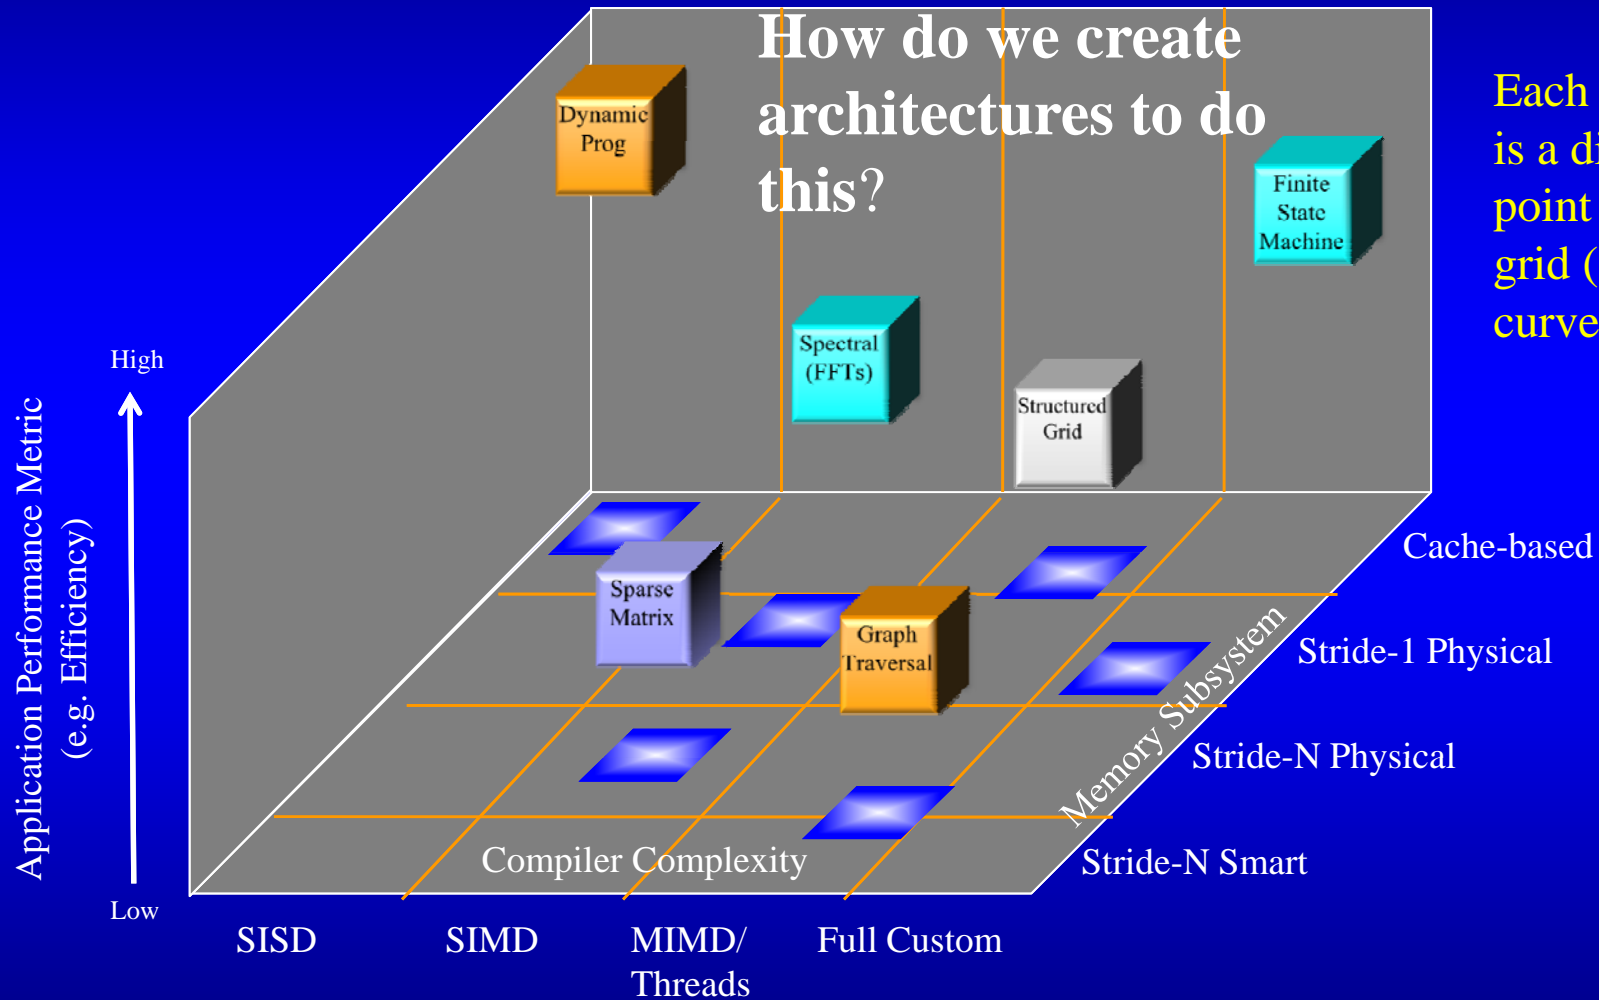 How do we create
architectures to do
this?
Each
is a di
point
grid (
curve
Dynamic
Prog
Finite
State
Machine
Spectral
(FFTs)
Structured
Grid
High
Application Performance Metric
(e.g. Efficiency)
Low
Sparse
Matrix
Graph
Traversal
Cache-based
Stride-1 Physical
Stride-N Physical
Stride-N Smart
Memory Subsystem
Compiler Complexity
SISD
SIMD
MIMD/
Threads
Full Custom